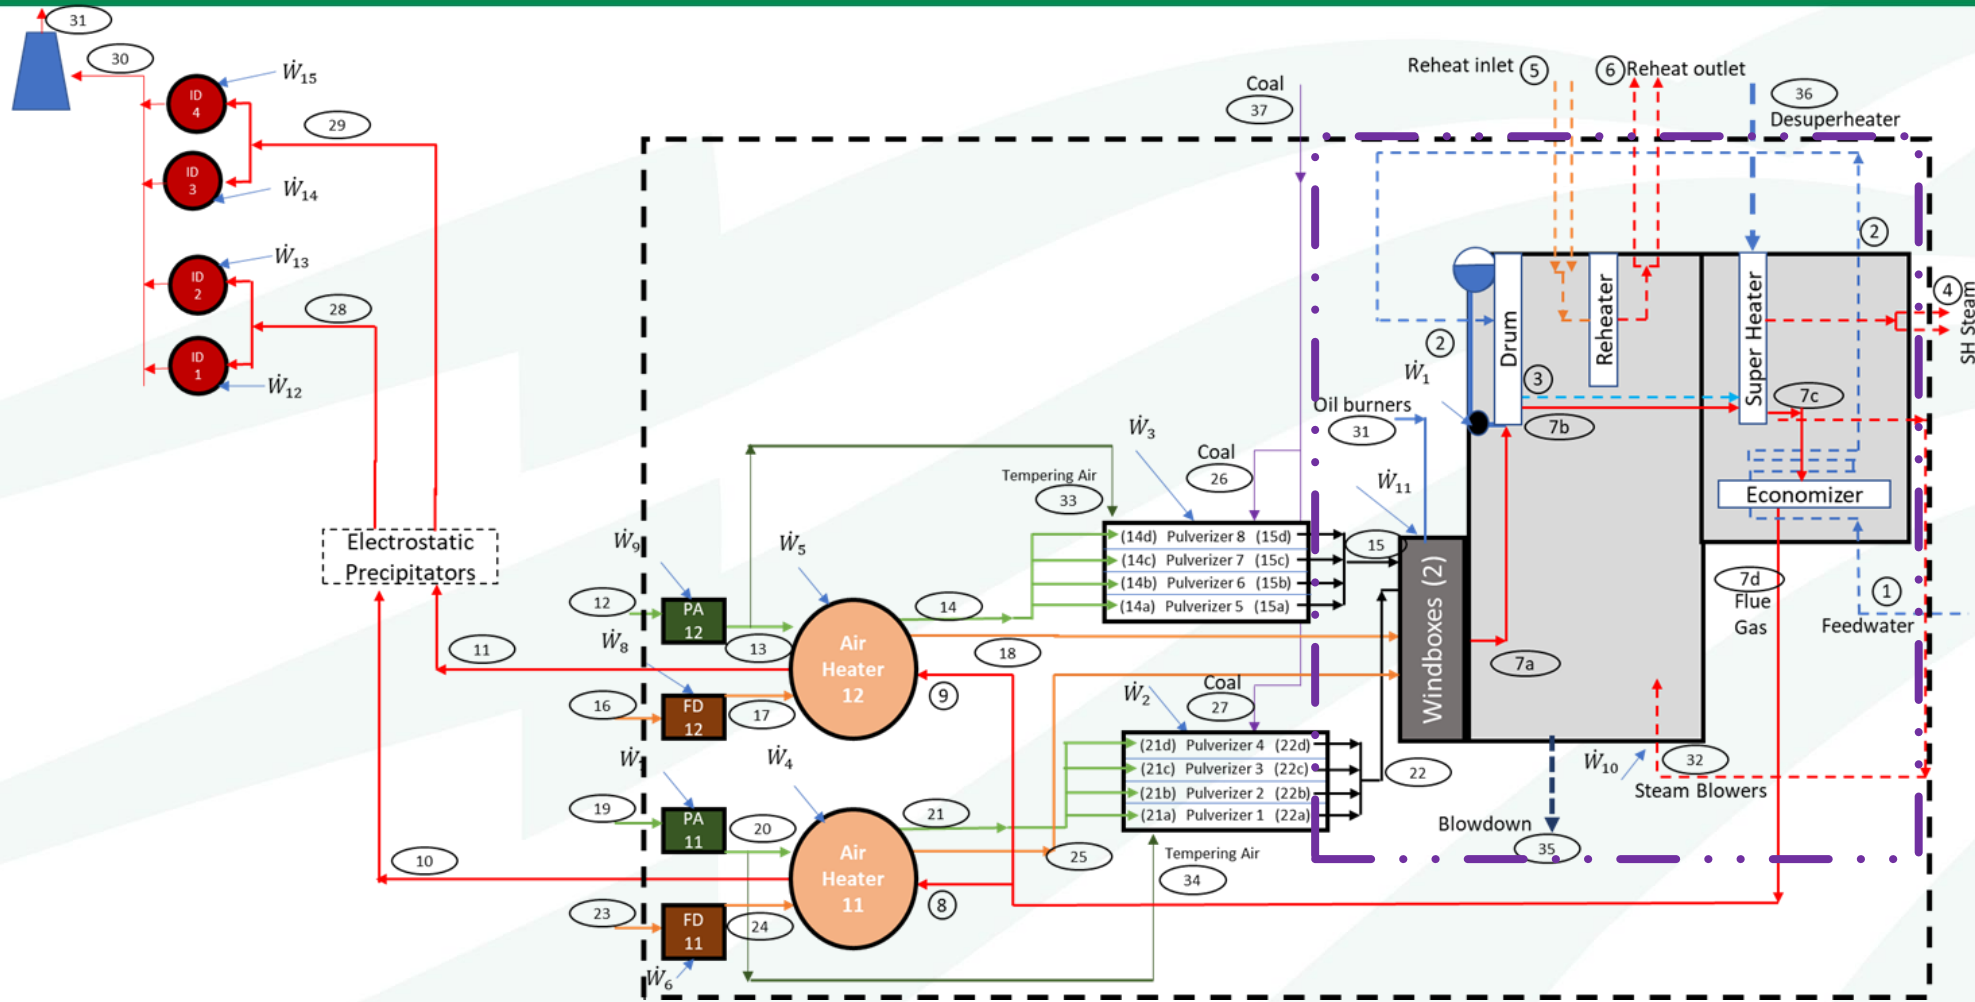 31
30
ID
4
Ẇ15
29
ID
3
Ẇ14
ID
2
Ẇ13
28
ID
1
Ẇ12
Electrostatic
Precipitators
11
10
Coal
37
Reheat inlet 5
6 Reheat outlet
36
Desuperheater
2
4
SH Steam
Drum
Reheater
Super Heater
2
3
Ẇ1
7b
7c
Oil burners
31
Ẇ11
Economizer
Ẇ3
Coal
26
Tempering Air
33
(14d) Pulverizer 8 (15d)
(14c) Pulverizer 7 (15c)
(14b) Pulverizer 6 (15b)
(14a) Pulverizer 5 (15a)
15
Windboxes (2)
7d
Flue
Gas
1
Feedwater
7a
Ẇ9
Ẇ5
12
PA
12
13
14
Air
Heater
12
18
9
Ẇ8
16
FD
12
17
Ẇ2
Coal
27
(21d) Pulverizer 4 (22d)
(21c) Pulverizer 3 (22c)
(21b) Pulverizer 2 (22b)
(21a) Pulverizer 1 (22a)
22
Ẇ10
32
Steam Blowers
Blowdown
35
Ẇ4
19
PA
11
20
21
Air
Heater
11
25
Tempering Air
34
8
23
FD
11
24
Ẇ6